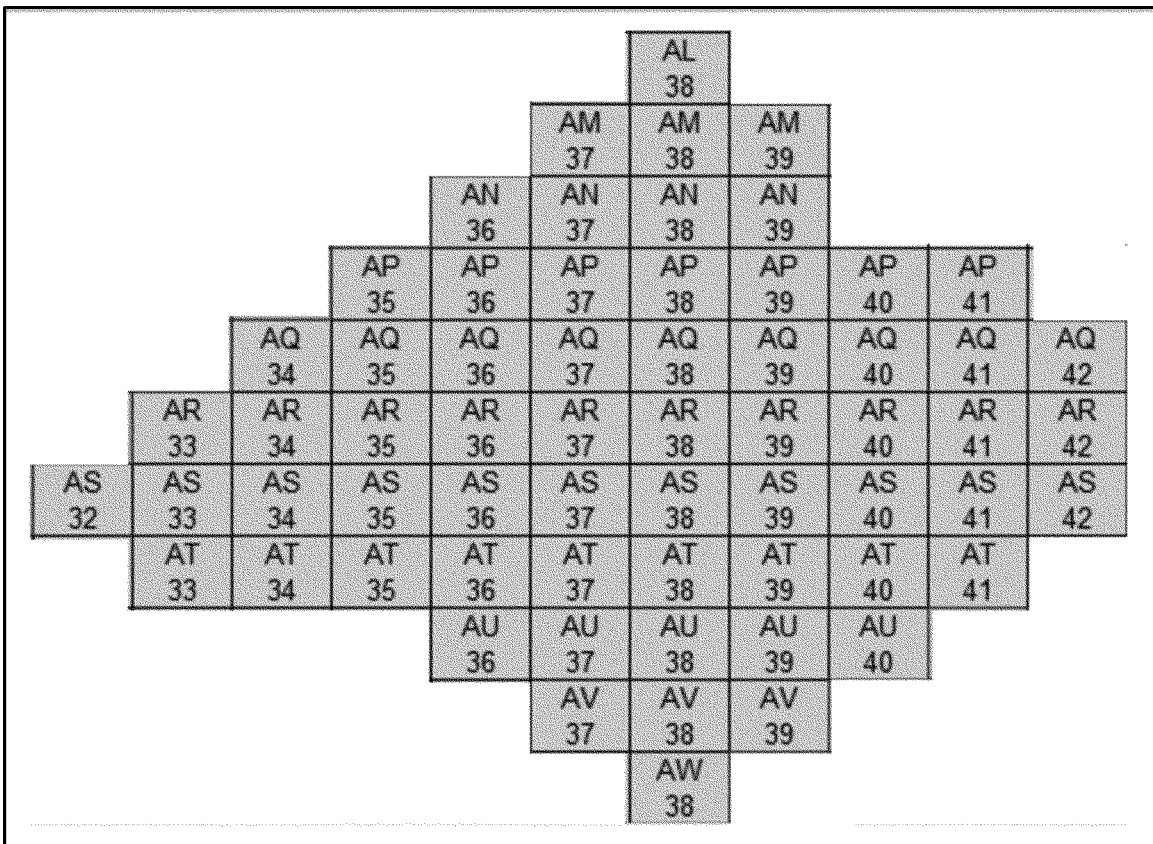 AL
38
AM AM AM
37 38 39
AN AN AN AN
36 37 38 39
AP AP AP AP AP AP AP
35 36 37 38 39 40 41
AQ AQ AQ AQ AQ AQ AQ AQ AQ
34 35 36 37 38 39 40 41 42
AR AR AR AR AR AR AR AR AR AR
33 34 35 36 37 38 39 40 41 42
AS AS AS AS AS AS AS AS AS AS AS
32 33 34 35 36 37 38 39 40 41 42
AT AT AT AT AT AT AT AT AT
33 34 35 36 37 38 39 40 41
AU AU AU AU AU
36 37 38 39 40
AV AV AV
37 38 39
AW
38